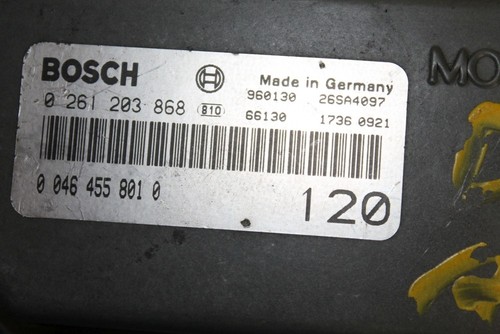 BOSCH
Made in Germany
0 261 203 868 810
960130 26SA4097
66130 1736 0921
0 046 455 801 0
120
MO